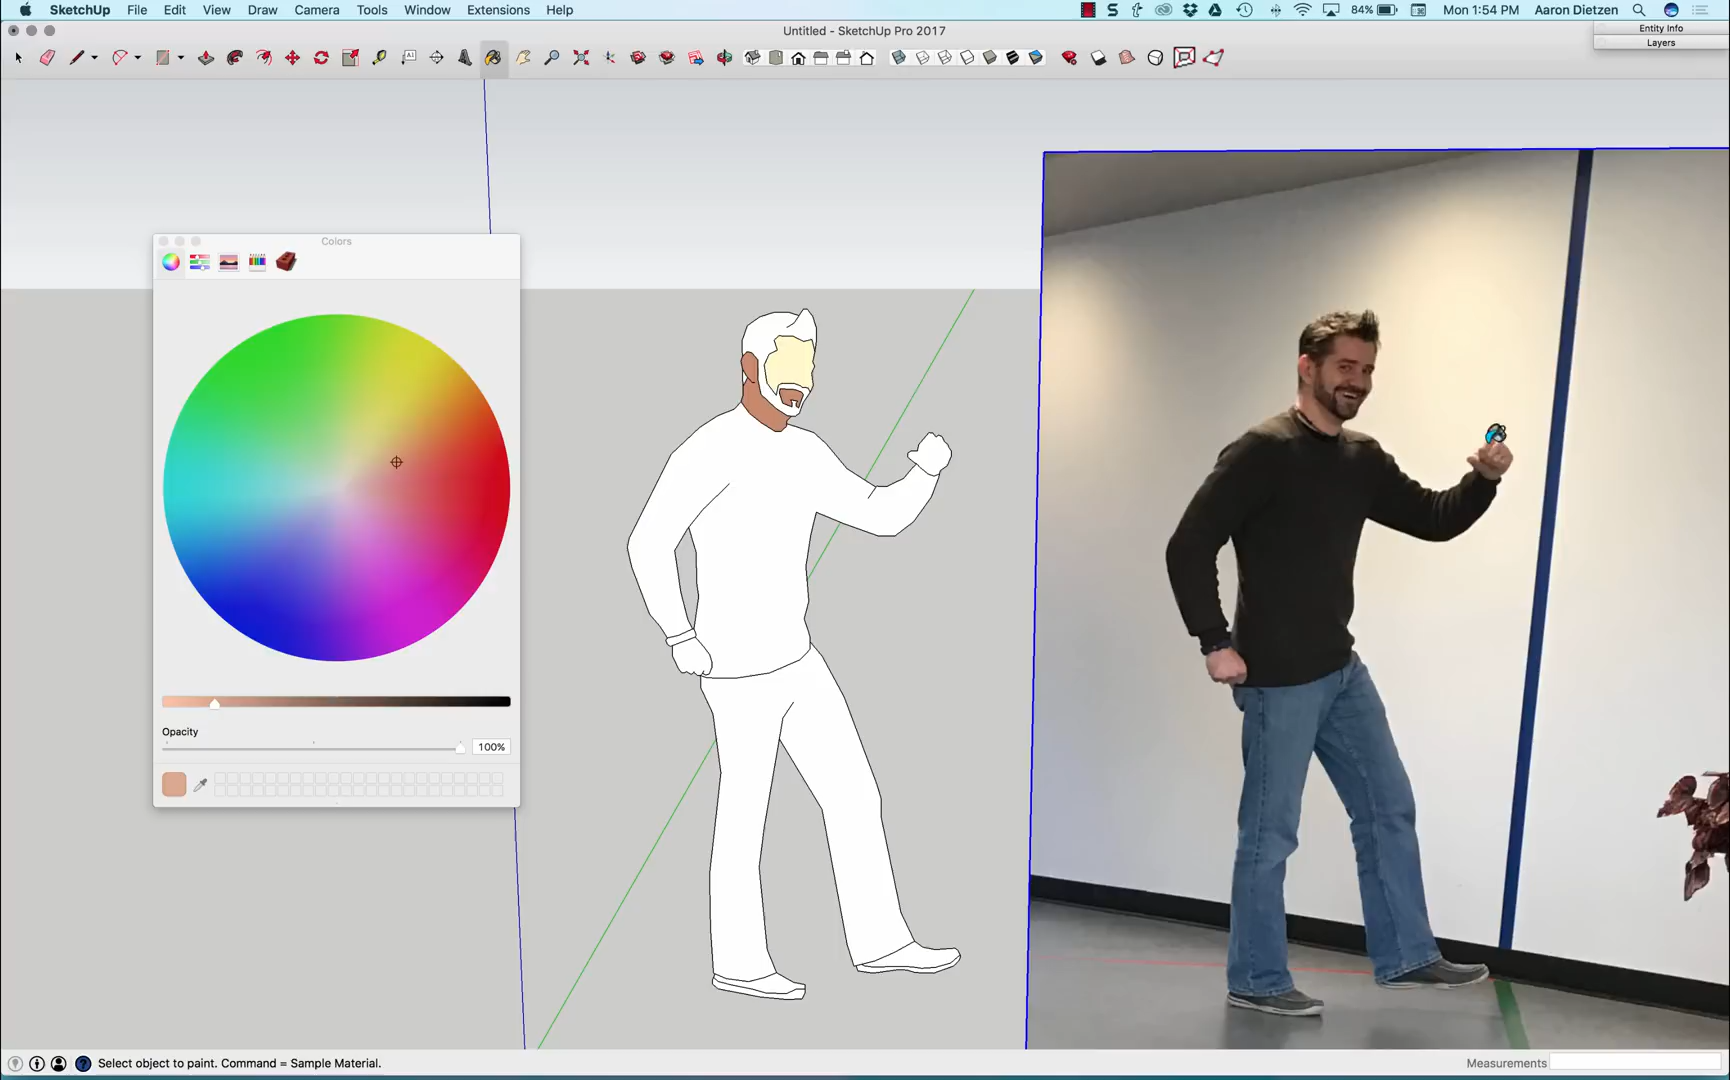 SketchUp File Edit View Draw Camera Tools Window Extensions Help 84% Mon 1:54 PM Aaron Dietzen
Untitled - SketchUp Pro 2017
Entity Info
Layers
Colors
Opacity
100%
Select object to paint. Command = Sample Material.
Measurements